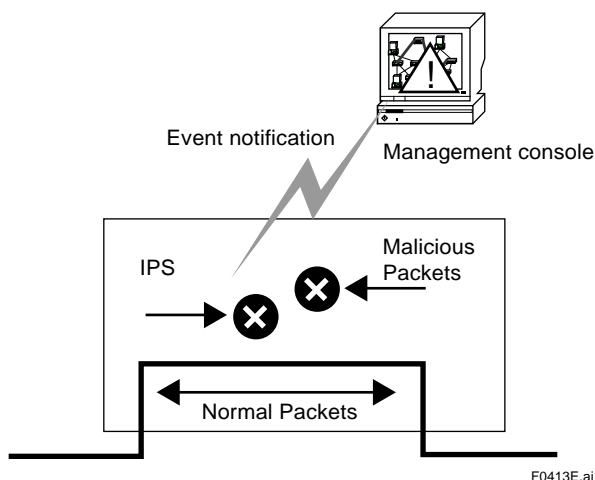 Event notification
Management console
IPS
Malicious
Packets
Normal Packets
F0413E.ai